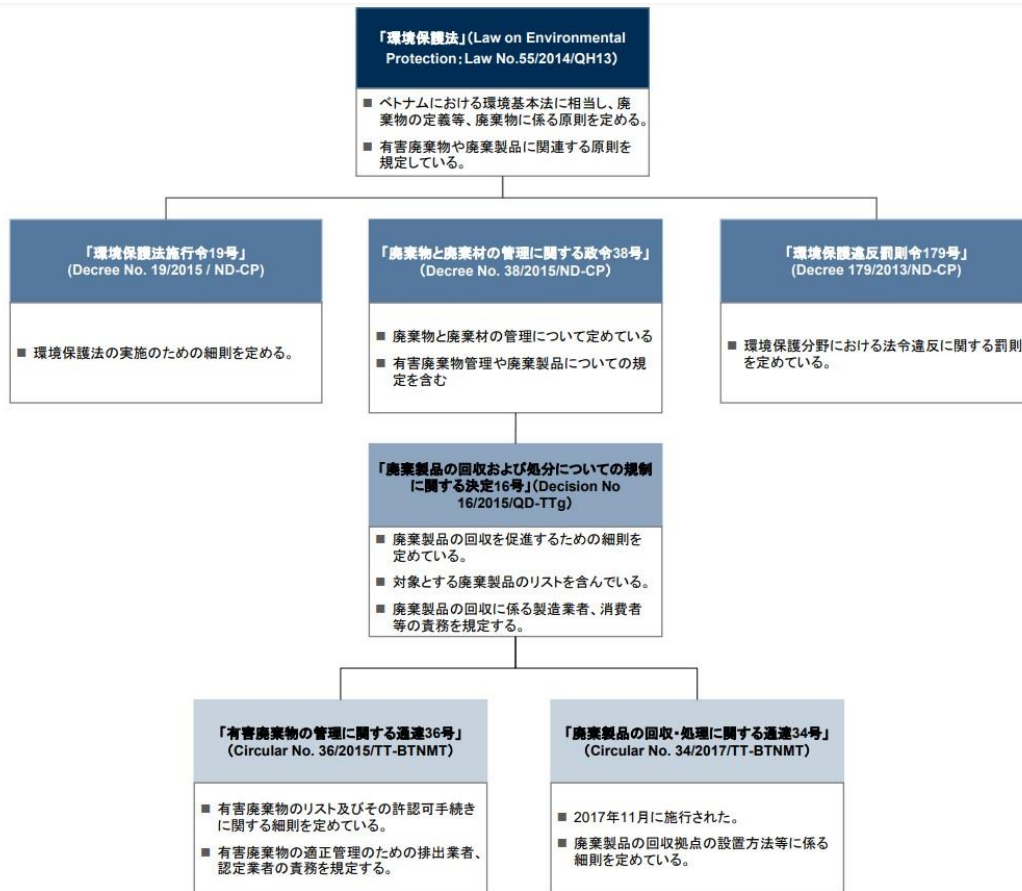 「環境保護法」(Law on Environmental
Protection:Law No.55/2014/QH13)
■ ベトナムにおける環境基本法に相当し、廃
棄物の定義等、廃棄物に係る原則を定める。
■ 有害廃棄物や廃棄製品に関連する原則を
規定している。
「環境保護法施行令19号」
(Decree No. 19/2015 / ND-CP)
■ 環境保護法の実施のための細則を定める。
「廃棄物と廃棄材の管理に関する政令38号」
(Decree No. 38/2015/ND-CP)
■ 廃棄物と廃棄材の管理について定めている
■ 有害廃棄物管理や廃棄製品についての規
定を含む
「環境保護違反罰則令179号」
(Decree 179/2013/ND-CP)
■ 環境保護分野における法令違反に関する罰則
を定めている。
「廃棄製品の回収および処分についての規制
に関する決定16号」(Decision No
16/2015/QD-TTg)
■ 廃棄製品の回収を促進するための細則を
定めている。
■ 対象とする廃棄製品のリストを含んでいる。
■ 廃棄製品の回収に係る製造業者、消費者
等の責務を規定する。
「有害廃棄物の管理に関する通達36号」
(Circular No. 36/2015/TT-BTNMT)
■ 有害廃棄物のリスト及びその許認可手続き
に関する細則を定めている。
■ 有害廃棄物の適正管理のための排出業者、
認定業者の責務を規定する。
「廃棄製品の回収・処理に関する通達34号」
(Circular No. 34/2017/TT-BTNMT)
■ 2017年11月に施行された。
■ 廃棄製品の回収拠点の設置方法等に係る
細則を定めている。